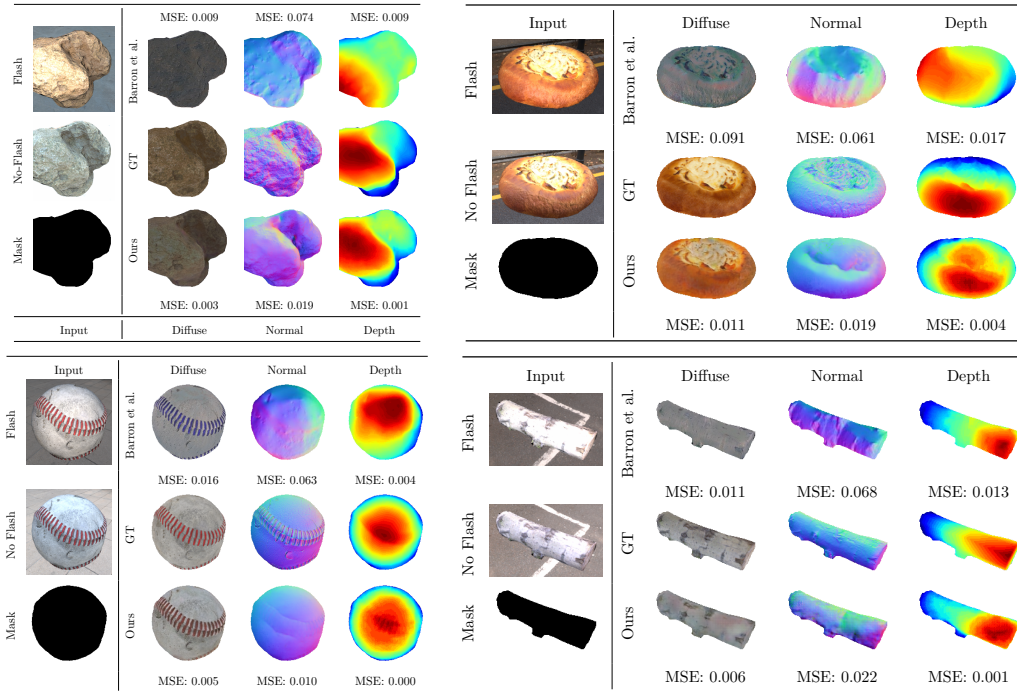 MSE: 0.009 MSE: 0.074 MSE: 0.009
Flash
Barron et al.
No-Flash
GT
Mask
Ours
MSE: 0.003 MSE: 0.019 MSE: 0.001
Input Diffuse Normal Depth
Input Diffuse Normal Depth
Flash
Barron et al.
MSE: 0.091 MSE: 0.061 MSE: 0.017
No Flash
GT
Mask
Ours
MSE: 0.011 MSE: 0.019 MSE: 0.004
Input Diffuse Normal Depth
Flash
Barron et al.
MSE: 0.016 MSE: 0.063 MSE: 0.004
No Flash
GT
Mask
Ours
MSE: 0.005 MSE: 0.010 MSE: 0.000
Input Diffuse Normal Depth
Flash
Barron et al.
MSE: 0.011 MSE: 0.068 MSE: 0.013
No Flash
GT
Mask
Ours
MSE: 0.006 MSE: 0.022 MSE: 0.001